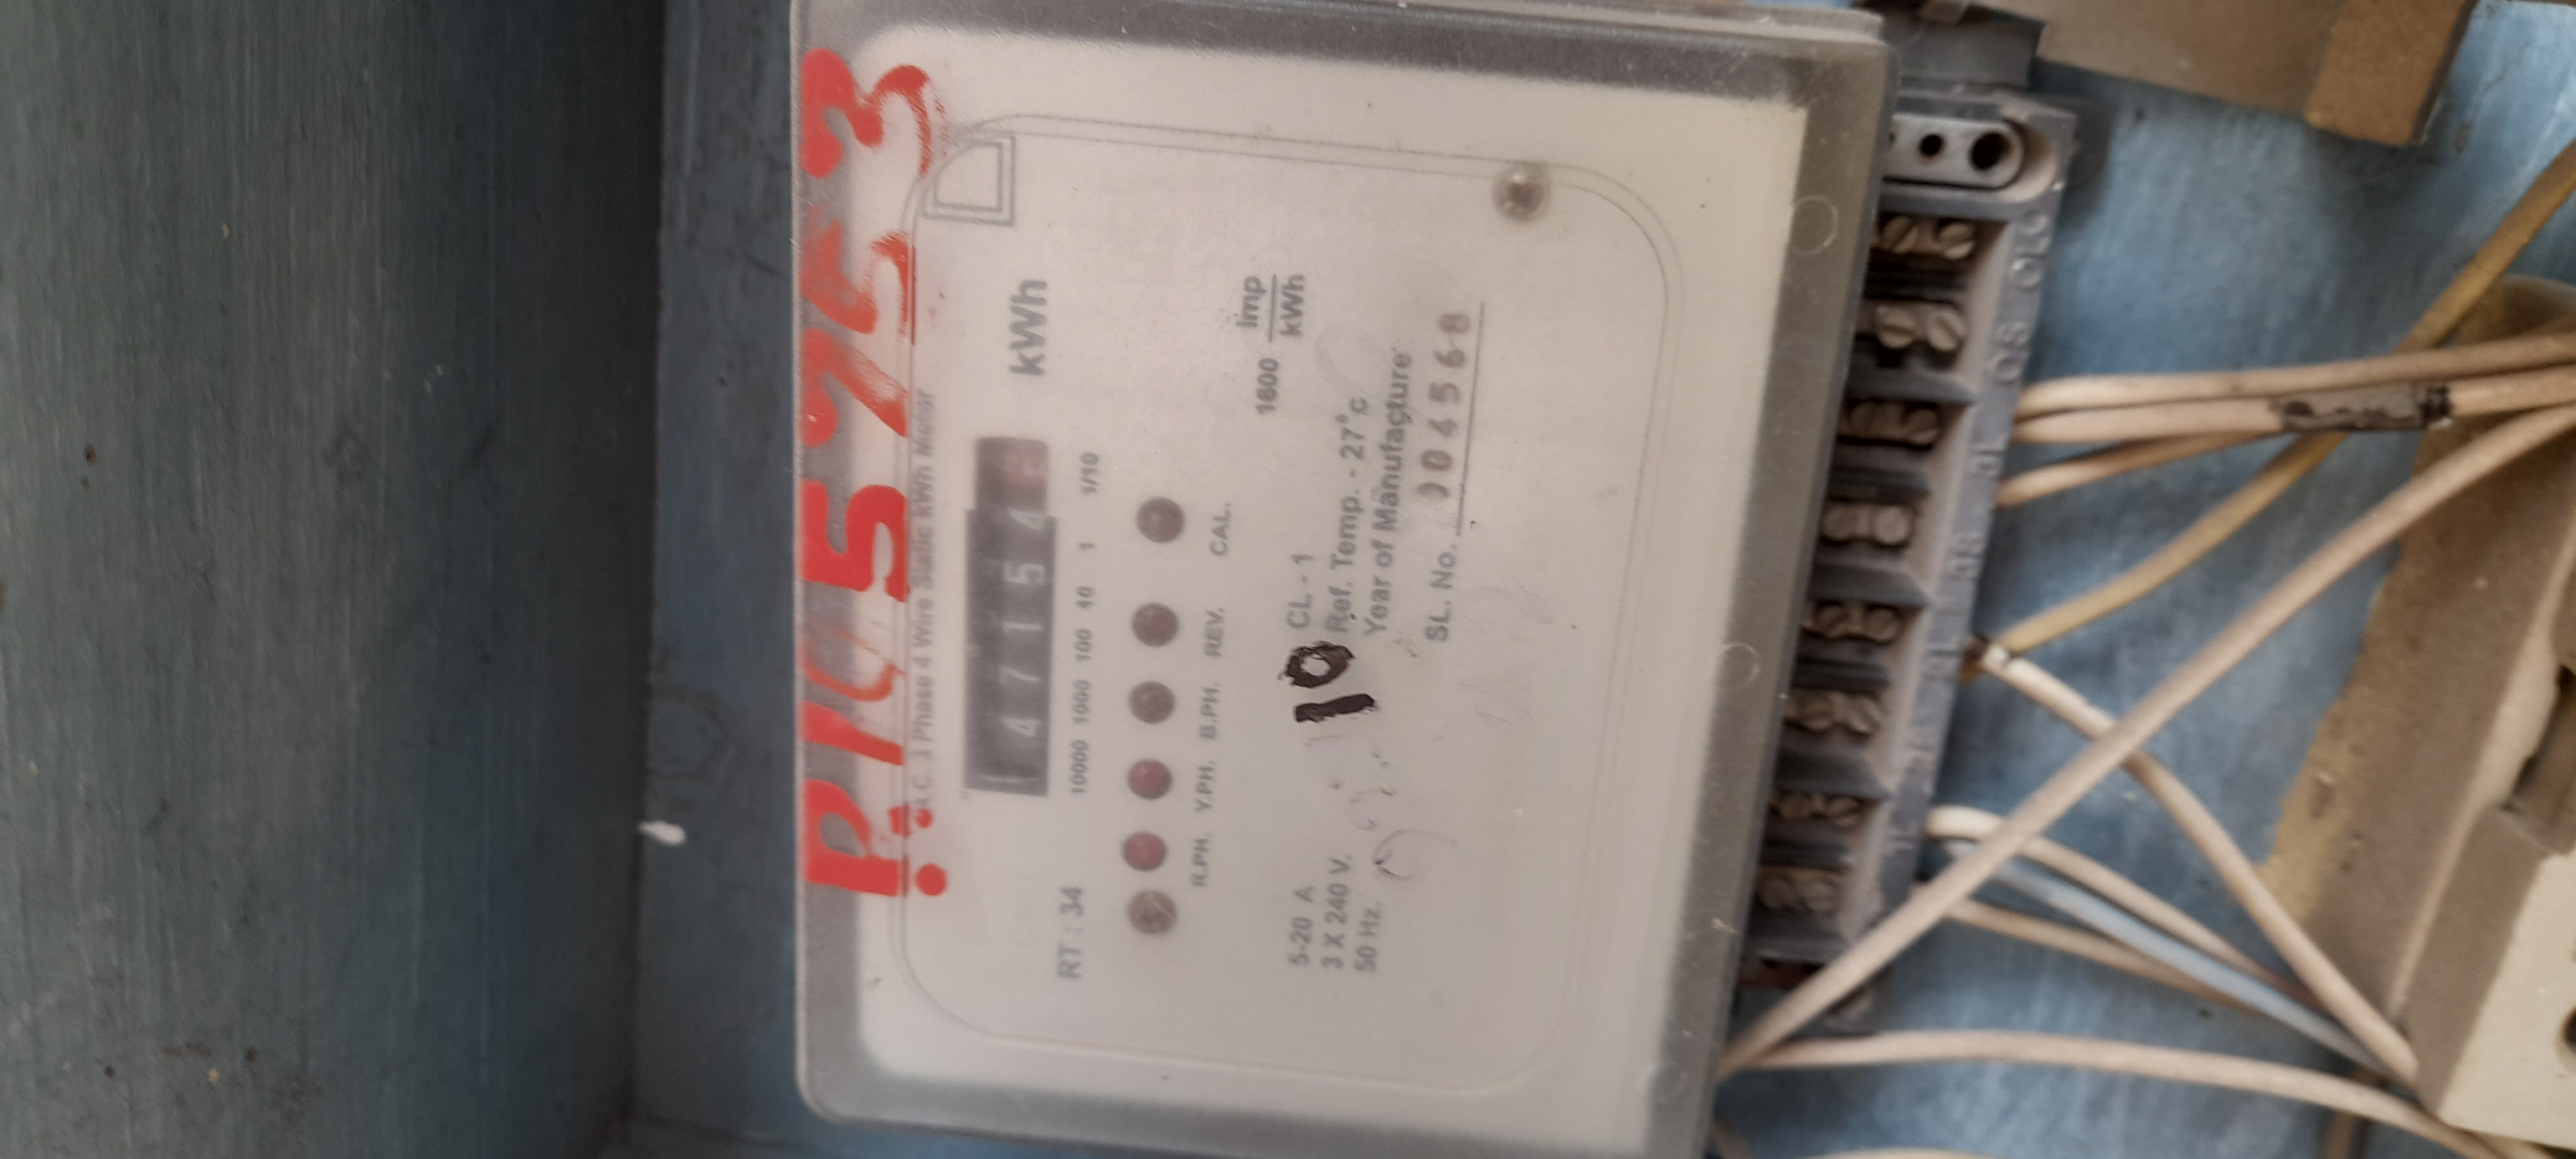 A.C. 3 Phase 4 Wire Static kWh Meter
4 7 1 5 4
kWh
10000 1000 100 10 1 1/10
RT : 34
R.PH. Y.PH. B.PH. REV. CAL.
1600 Imp
kWh
5-20 A
10
CL - 1
3 X 240 V.
Ref. Temp. - 27°c
50 Hz.
Year of Manufacture
SL. No. 004568